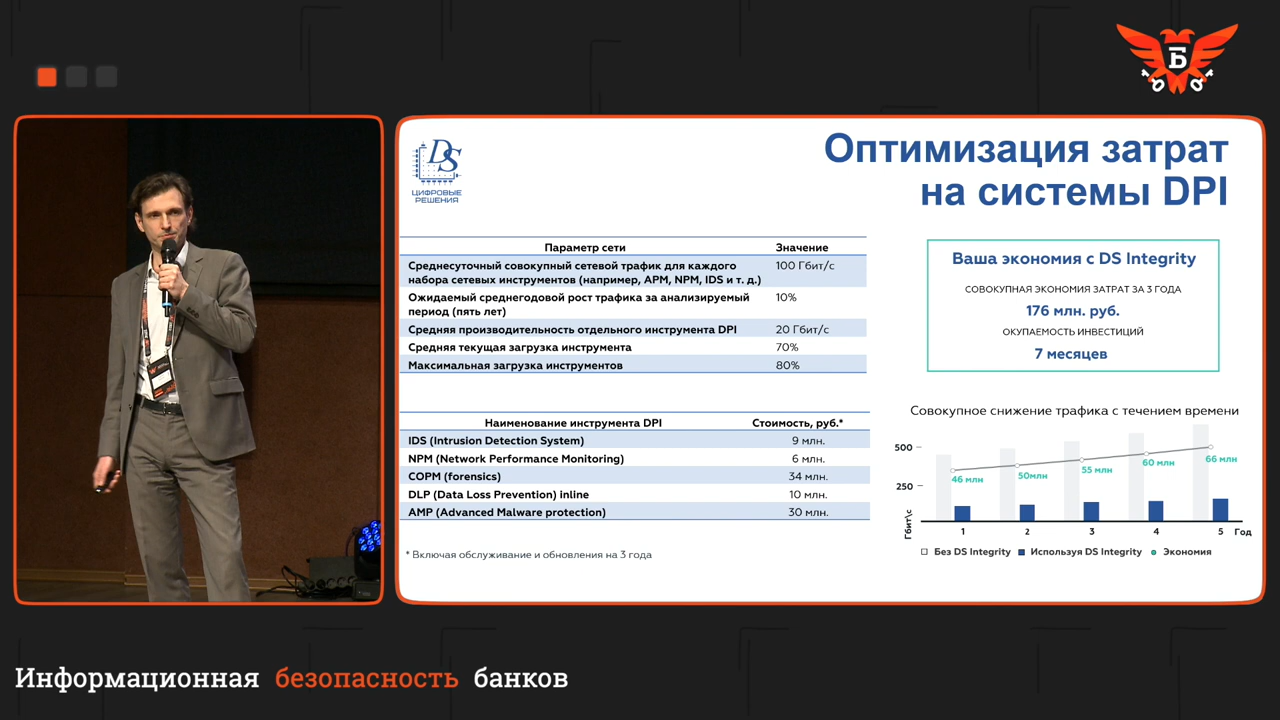 Б
DS
ЦИФРОВЫЕ
РЕШЕНИЯ
Оптимизация затрат
на системы DPI
Параметр сети Значение
Среднесуточный совокупный сетевой трафик для каждого
набора сетевых инструментов (например, APM, NPM, IDS и т. д.) 100 Гбит/с
Ожидаемый среднегодовой рост трафика за анализируемый
период (пять лет) 10%
Средняя производительность отдельного инструмента DPI 20 Гбит/с
Средняя текущая загрузка инструмента 70%
Максимальная загрузка инструментов 80%
Наименование инструмента DPI Стоимость, руб.*
IDS (Intrusion Detection System) 9 млн.
NPM (Network Performance Monitoring) 6 млн.
СОРМ (forensics) 34 млн.
DLP (Data Loss Prevention) inline 10 млн.
AMP (Advanced Malware protection) 30 млн.
* Включая обслуживание и обновления на 3 года
Ваша экономия с DS Integrity
СОВОКУПНАЯ ЭКОНОМИЯ ЗАТРАТ ЗА 3 ГОДА
176 млн. руб.
ОКУПАЕМОСТЬ ИНВЕСТИЦИЙ
7 месяцев
Совокупное снижение трафика с течением времени
500
250
Гбит\с
46 млн
50млн
55 млн
60 млн
66 млн
1 2 3 4 5 Год
Без DS Integrity Используя DS Integrity Экономия
Информационная безопасность банков